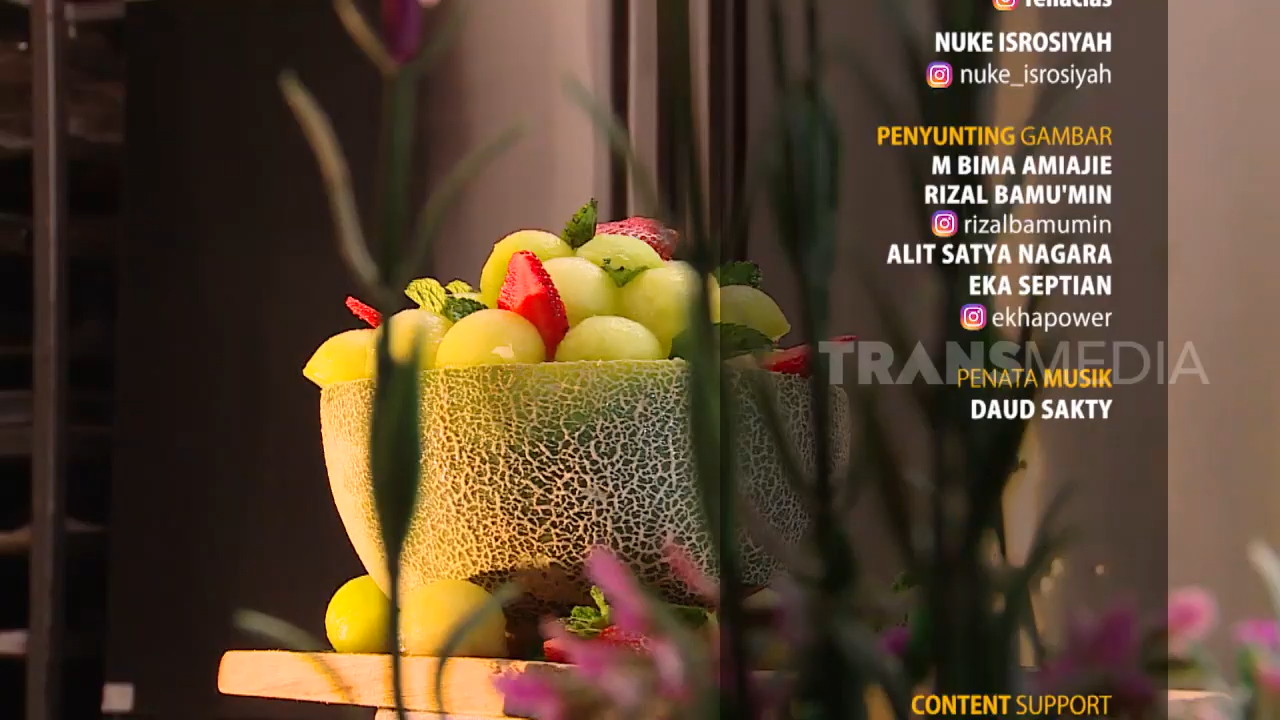 NUKE ISROSIYAH
nuke_isrosiyah
PENYUNTING GAMBAR
M BIMA AMIAJIE
RIZAL BAMU'MIN
rizalbamumin
ALIT SATYA NAGARA
EKA SEPTIAN
ekhapower
TRANSMEDIA
PENATA MUSIK
DAUD SAKTY
CONTENT SUPPORT